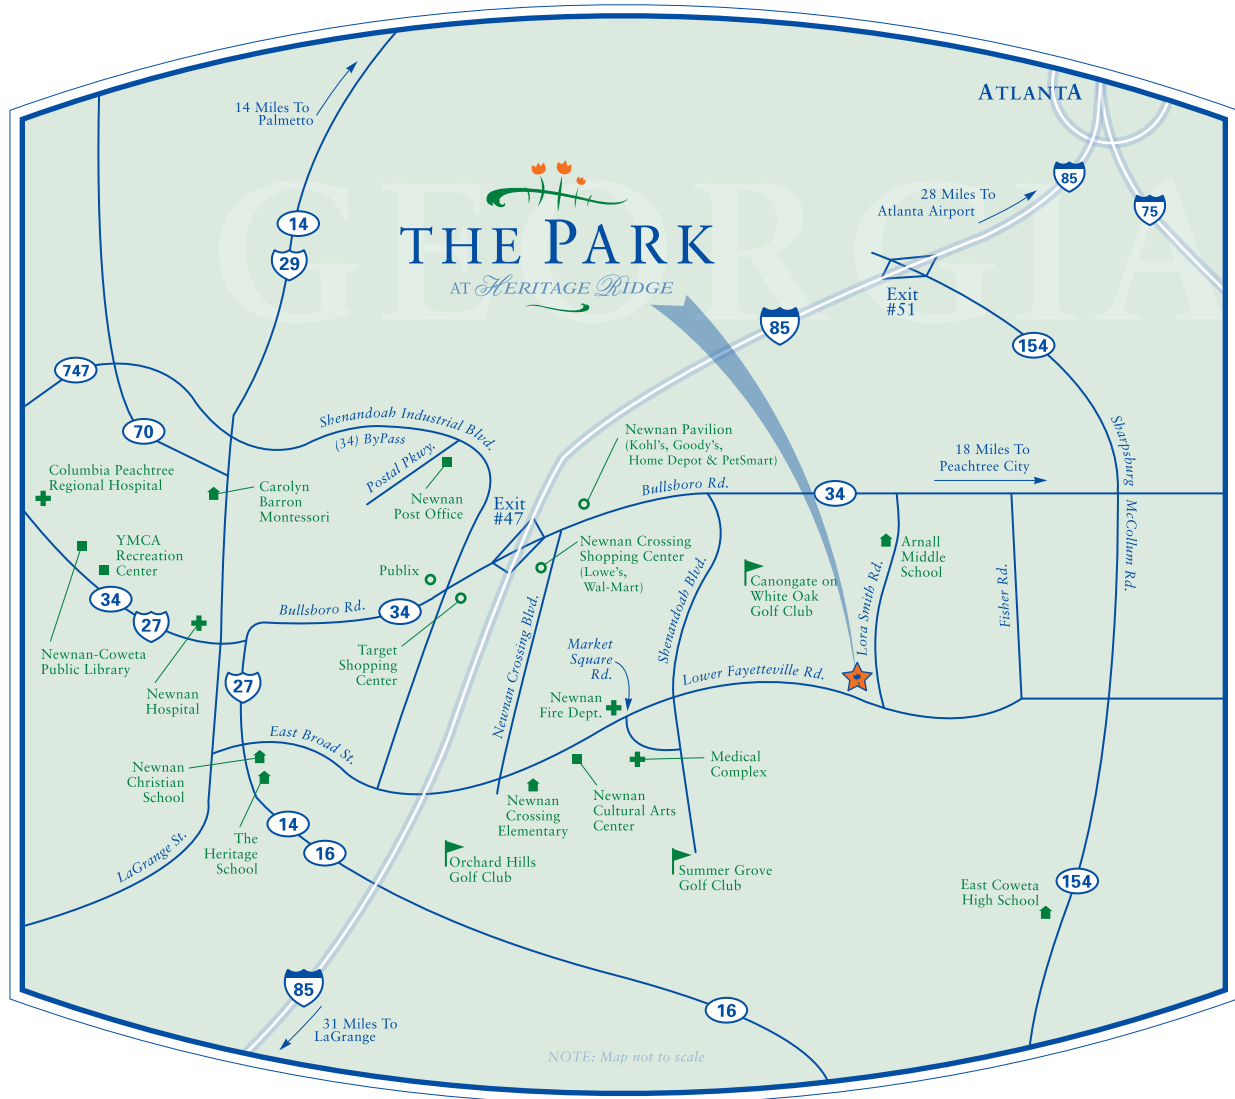 GEORGIA
ATLANTA
14 Miles To
Palmetto
85
28 Miles To
Atlanta Airport
75
14
29
THE PARK
AT HERITAGE RIDGE
Exit
#51
85
154
747
70
Shenandoah Industrial Blvd.
(34) ByPass
Postal Pkwy.
Newnan Pavilion
(Kohl's, Goody's,
Home Depot & PetSmart)
Sharpsburg
McCollum Rd.
18 Miles To
Peachtree City
Columbia Peachtree
Regional Hospital
Carolyn
Barron
Montessori
Newnan
Post Office
Exit
#47
Bullsboro Rd.
34
YMCA
Recreation
Center
Publix
Newnan Crossing
Shopping Center
(Lowe's,
Wal-Mart)
Arnall
Middle
School
Canongate on
White Oak
Golf Club
Shenandoah Blvd.
Lora Smith Rd.
Fisher Rd.
34
27
Bullsboro Rd.
34
Newnan-Coweta
Public Library
Newnan
Hospital
27
Target
Shopping
Center
Newnan Crossing Blvd.
Market
Square
Rd.
Lower Fayetteville Rd.
Newnan
Fire Dept.
East Broad St.
Newnan
Christian
School
Medical
Complex
Newnan
Crossing
Elementary
Newnan
Cultural Arts
Center
14
16
The
Heritage
School
LaGrange St.
Orchard Hills
Golf Club
Summer Grove
Golf Club
East Coweta
High School
154
85
31 Miles To
LaGrange
16
NOTE: Map not to scale